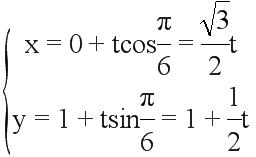 x = 0 + tcos π/6 = √3/2 t
y = 1 + tsin π/6 = 1 + 1/2 t